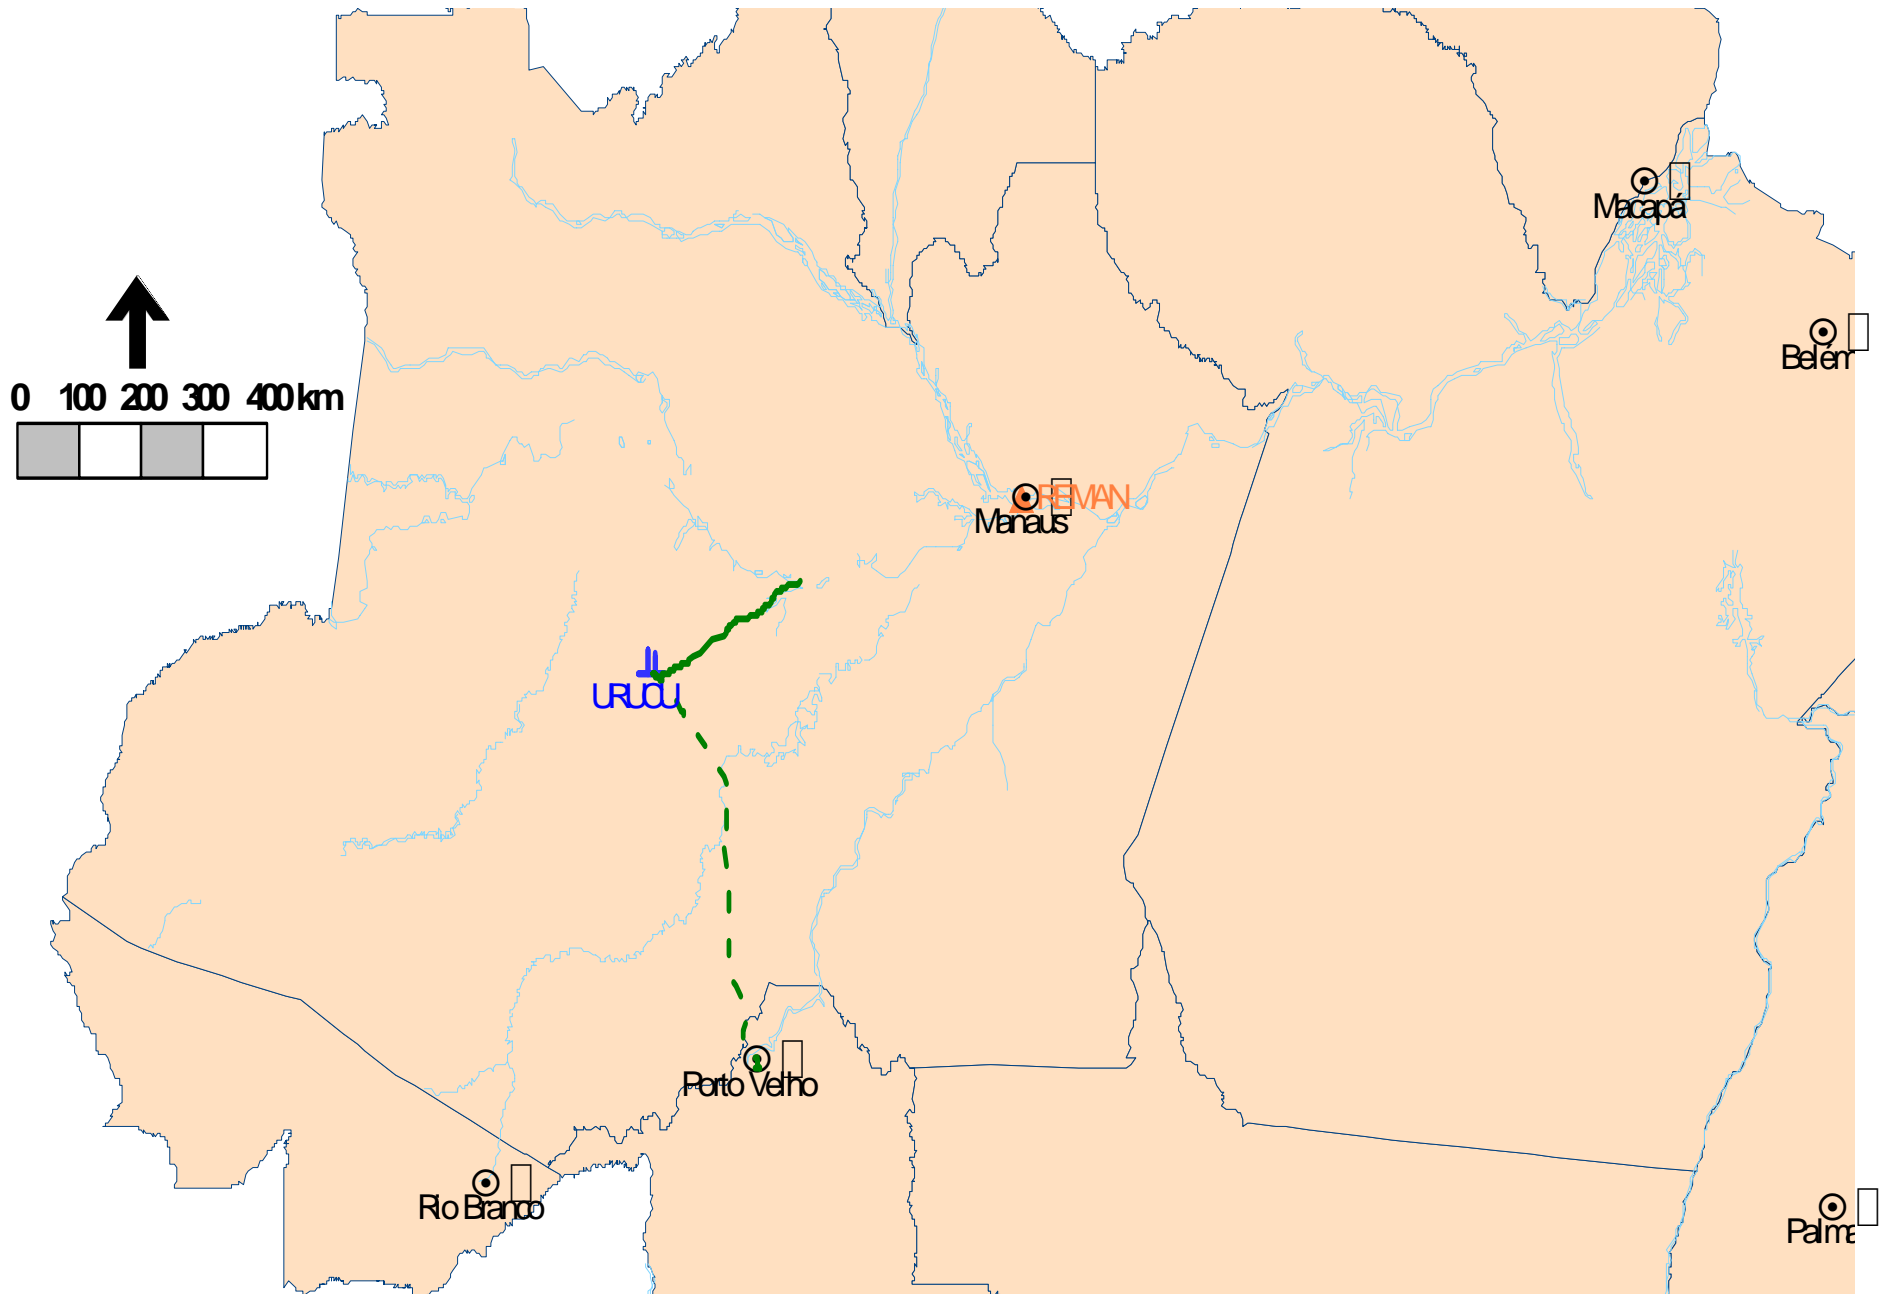 Macapá
Belém
0 100 200 300 400 km
REMAN
Manaus
URUCU
Porto Velho
Rio Branco
Palma